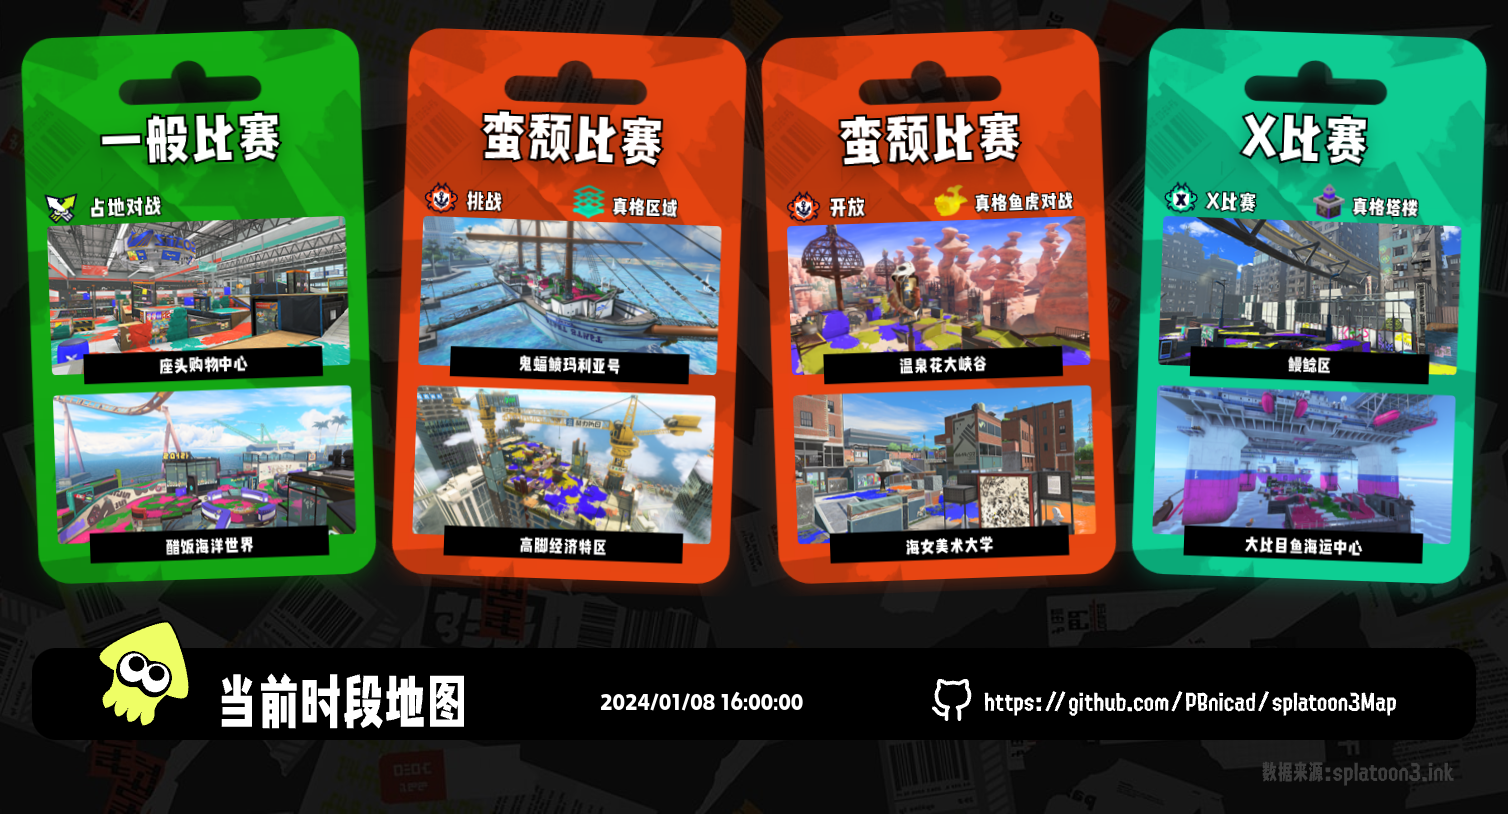 一般比赛
占地对战
座头购物中心
醋饭海洋世界
蛮颓比赛
挑战
真格区域
鬼蝠鲼玛利亚号
高脚经济特区
蛮颓比赛
开放
真格鱼虎对战
温泉花大峡谷
海女美术大学
X比赛
X比赛
真格塔楼
鳗鲶区
大比目鱼海运中心
当前时段地图
2024/01/08 16:00:00
https://github.com/PBnicad/splatoon3Map
数据来源:splatoon3.ink